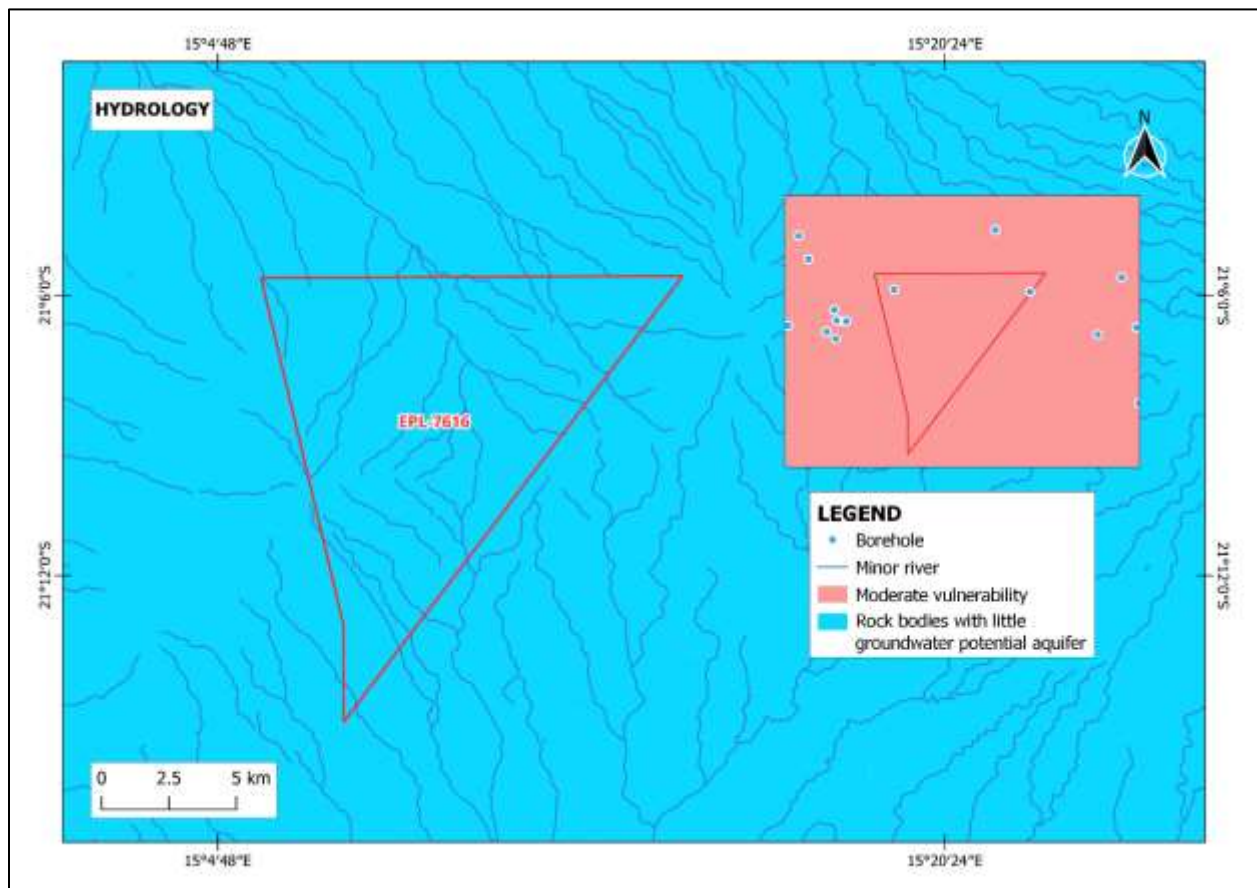 15°4'48"E 15°20'24"E
HYDROLOGY
N
21°6'0"S 21°6'0"S
EPL-7616
LEGEND
Borehole
Minor river
21°12'0"S 21°12'0"S
Moderate vulnerability
Rock bodies with little
groundwater potential aquifer
0 2.5 5 km
15°4'48"E 15°20'24"E